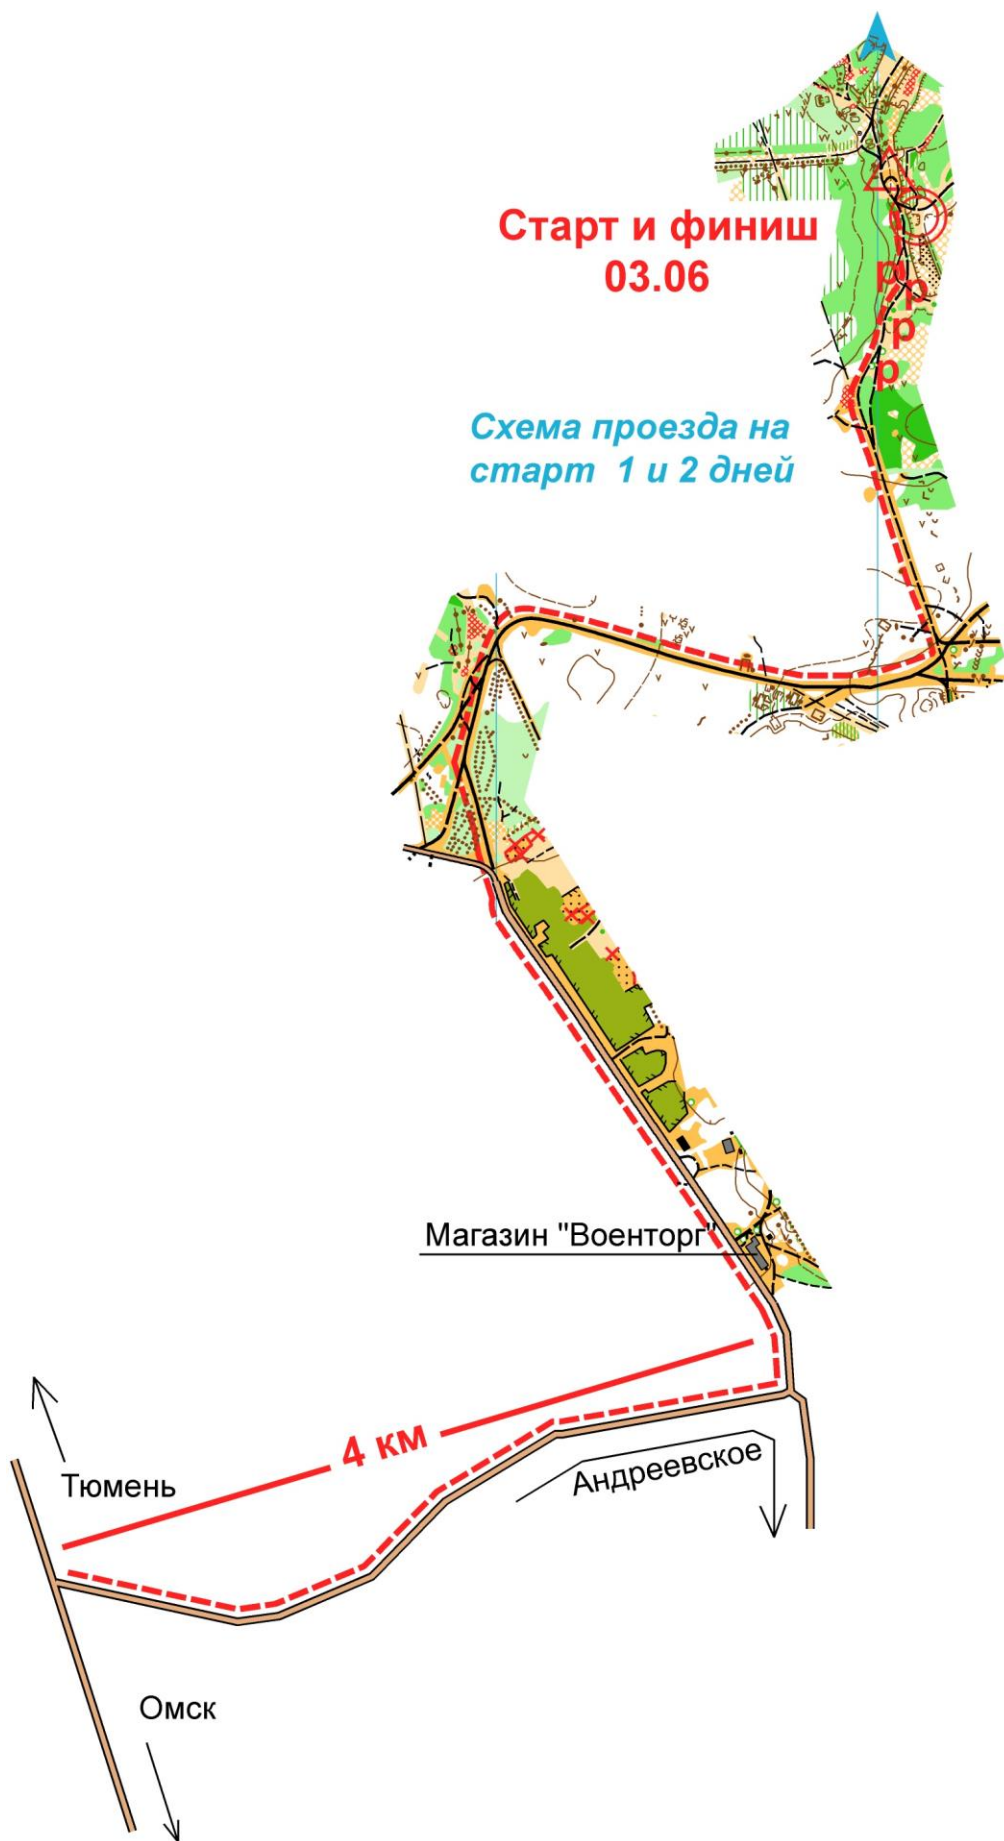 Старт и финиш
03.06
р
р
р
р
Схема проезда на
старт 1 и 2 дней
Магазин "Военторг"
4 км
Тюмень
Андреевское
Омск